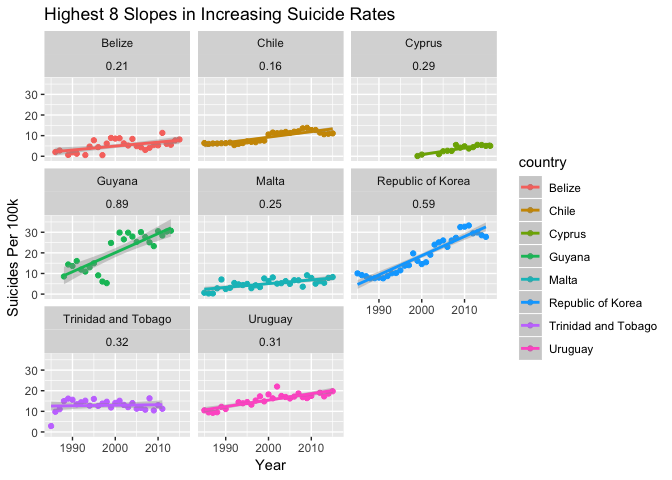 Highest 8 Slopes in Increasing Suicide Rates
Belize
Chile
Cyprus
0.21
0.16
0.29
30
20
10
0
Guyana
Malta
Republic of Korea
0.89
0.25
0.59
30
20
10
0
Trinidad and Tobago
Uruguay
0.32
0.31
30
20
10
0
1990 2000 2010
1990 2000 2010
1990 2000 2010
Suicides Per 100k
Year
country
Belize
Chile
Cyprus
Guyana
Malta
Republic of Korea
Trinidad and Tobago
Uruguay